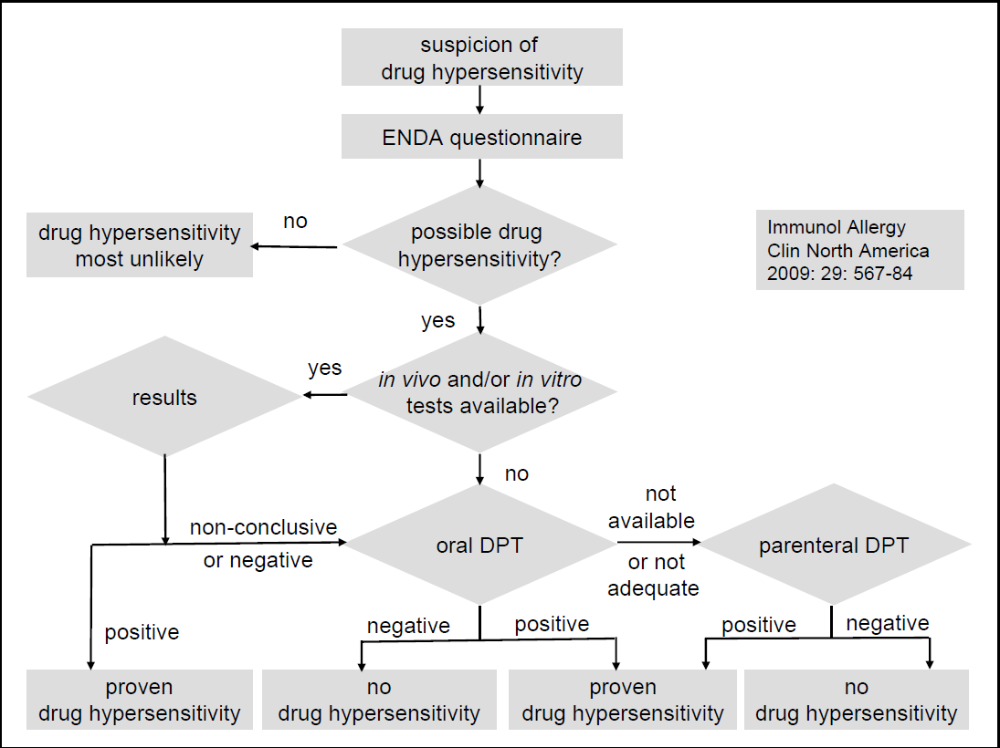 suspicion of
drug hypersensitivity
ENDA questionnaire
possible drug
hypersensitivity?
no
drug hypersensitivity
most unlikely
Immunol Allergy
Clin North America
2009: 29: 567-84
yes
in vivo and/or in vitro
tests available?
yes
results
no
non-conclusive
or negative
oral DPT
not
available
or not
adequate
parenteral DPT
positive
negative
positive
positive
negative
proven
drug hypersensitivity
no
drug hypersensitivity
proven
drug hypersensitivity
no
drug hypersensitivity